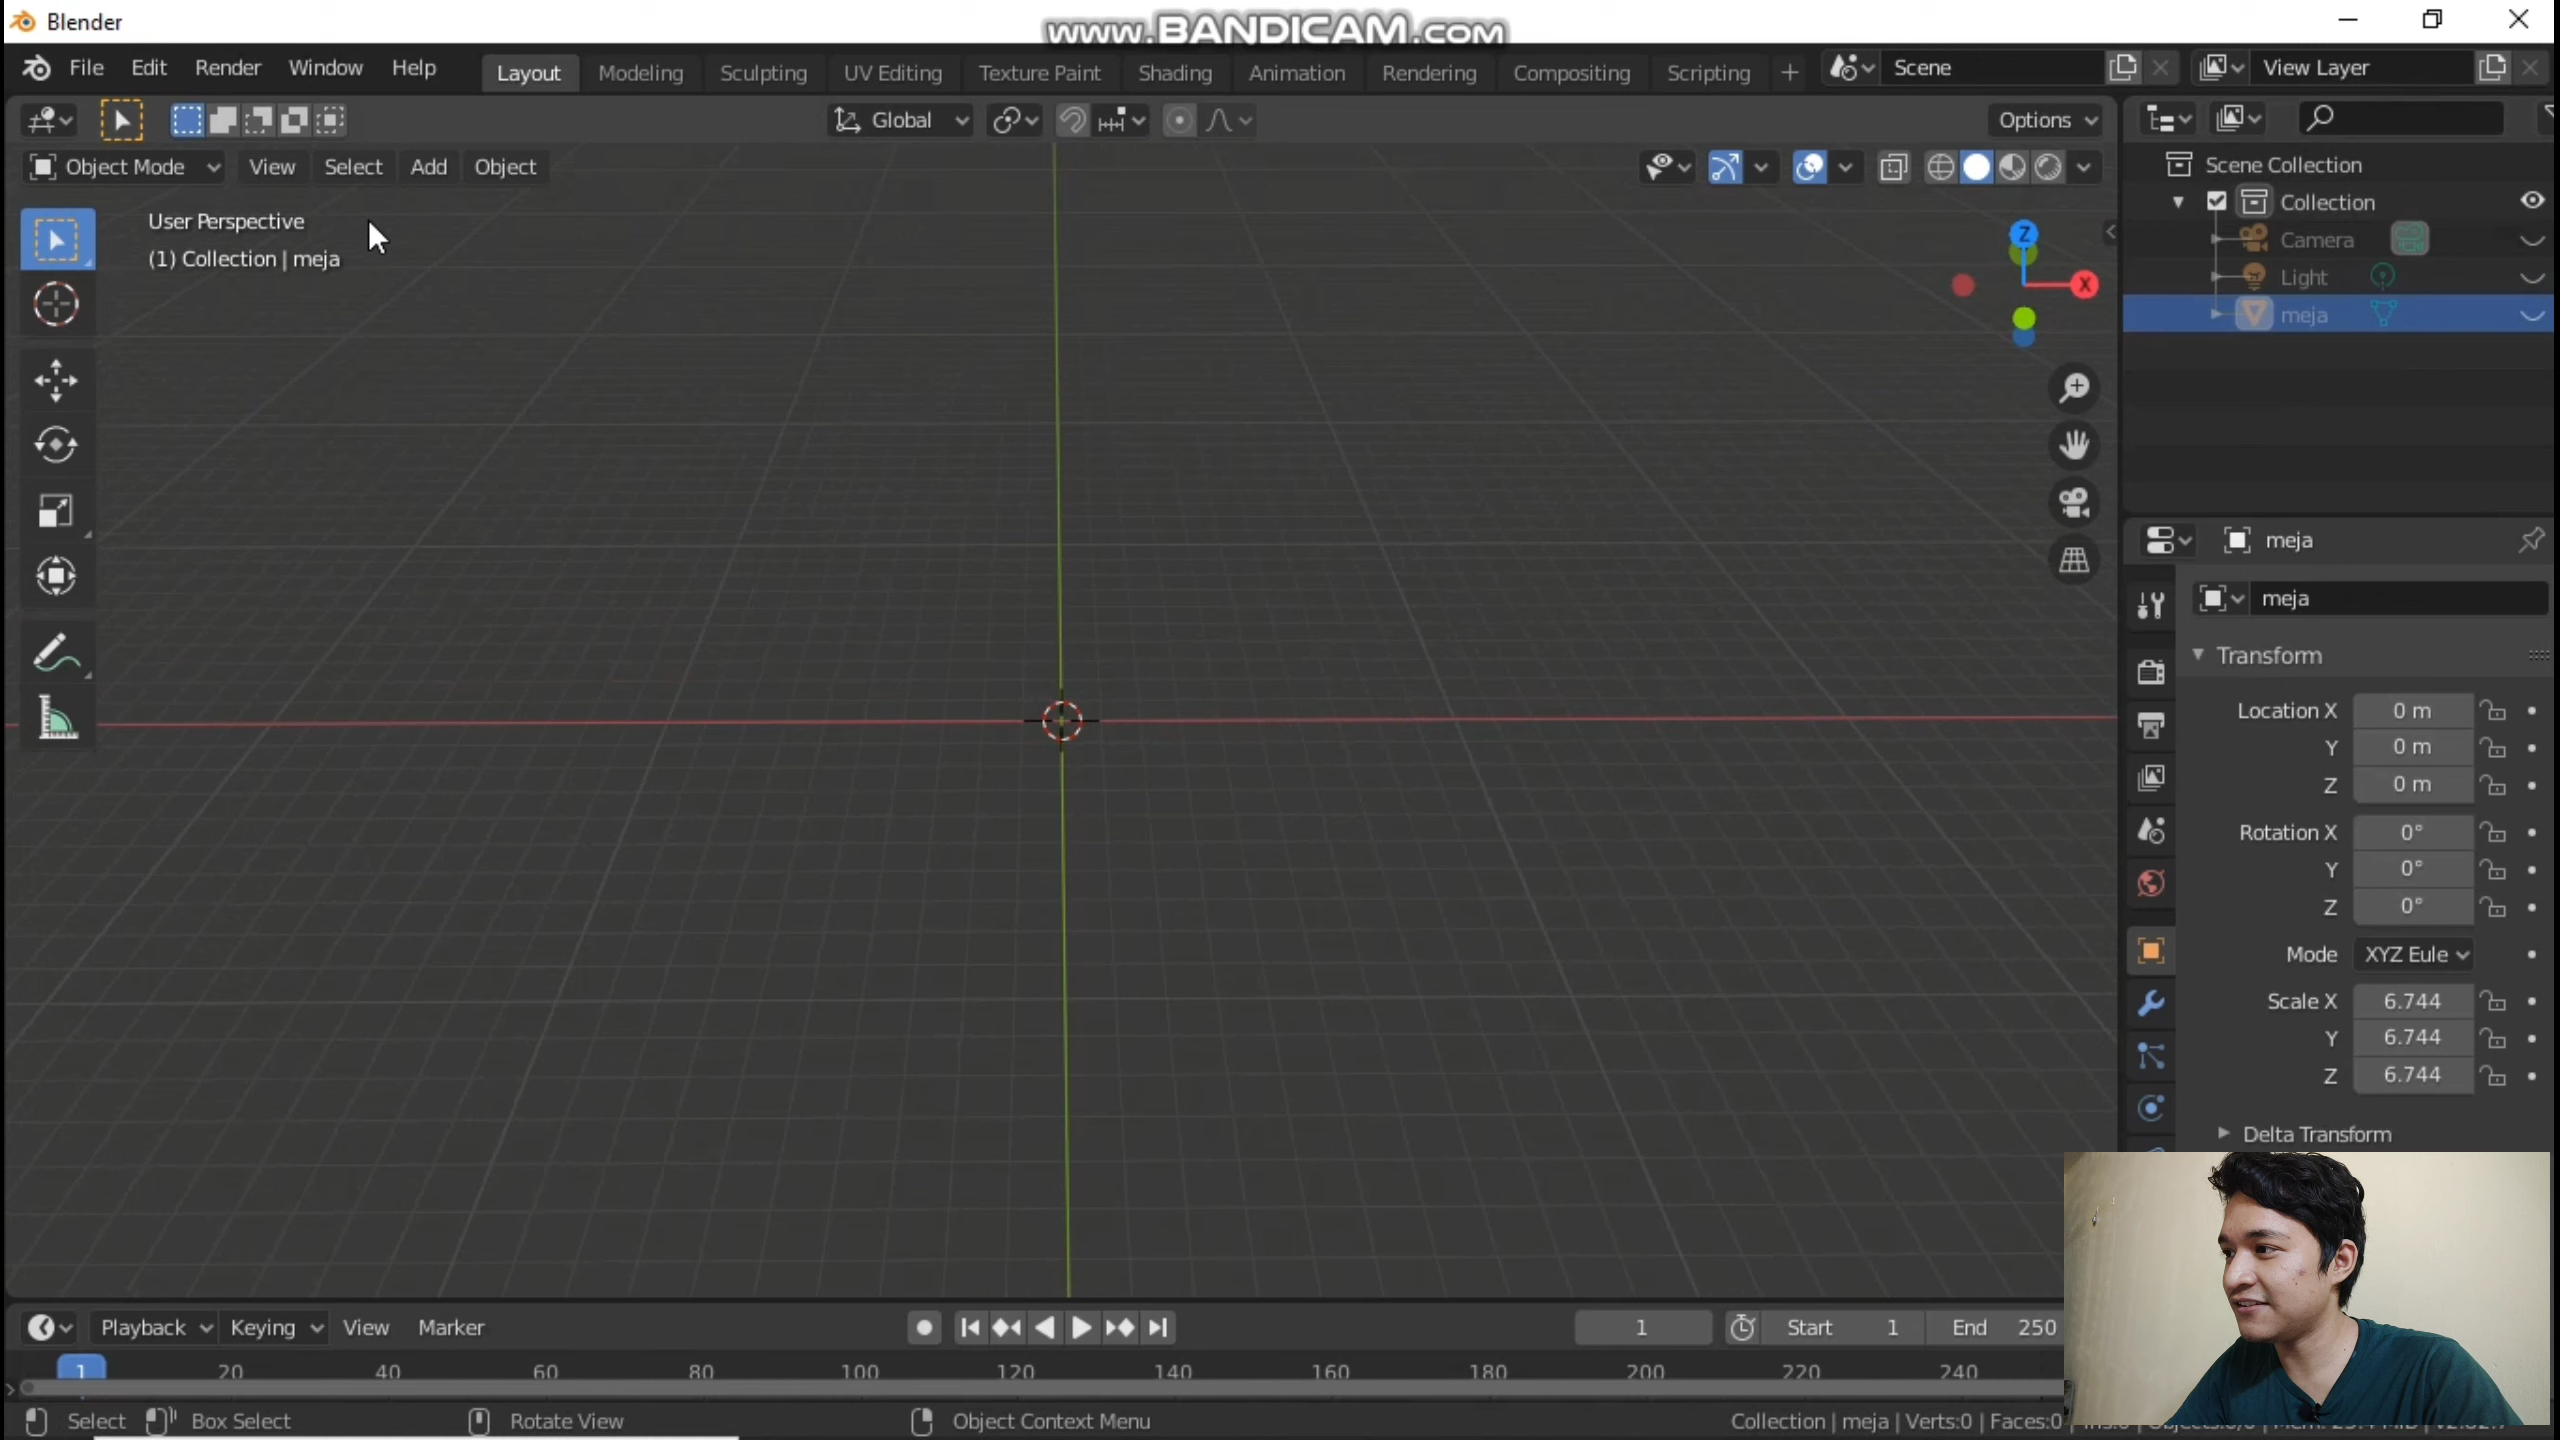 Blender
www.BANDICAM.com
File Edit Render Window Help Layout Modeling Sculpting UV Editing Texture Paint Shading Animation Rendering Compositing Scripting + Scene View Layer
Global Options
Object Mode View Select Add Object
User Perspective
(1) Collection | meja
Z
X
Scene Collection
Collection
Camera
Light
meja
meja
meja
Transform
Location X 0 m
Y 0 m
Z 0 m
Rotation X 0°
Y 0°
Z 0°
Mode XYZ Eule
Scale X 6.744
Y 6.744
Z 6.744
Delta Transform
Playback Keying View Marker 1 Start 1 End 250
1 20 40 60 80 100 120 140 160 180 200 220 240
Select Box Select Rotate View Object Context Menu Collection | meja | Verts:0 | Faces:0